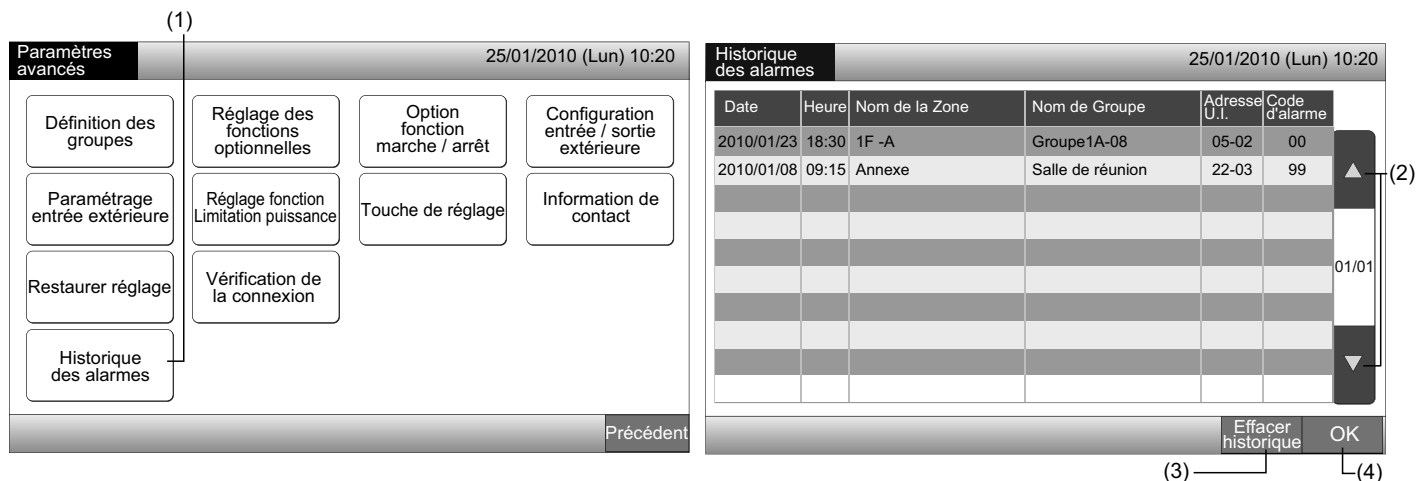 (1)
Paramètres
avancés
25/01/2010 (Lun) 10:20
Définition des
groupes
Réglage des
fonctions
optionnelles
Option
fonction
marche / arrêt
Configuration
entrée / sortie
extérieure
Paramétrage
entrée extérieure
Réglage fonction
Limitation puissance
Touche de réglage
Information de
contact
Restaurer réglage
Vérification de
la connexion
Historique
des alarmes
Précédent
Historique
des alarmes
25/01/2010 (Lun) 10:20
Date Heure Nom de la Zone Nom de Groupe Adresse U.I. Code d'alarme
2010/01/23 18:30 1F -A Groupe1A-08 05-02 00
2010/01/08 09:15 Annexe Salle de réunion 22-03 99
(2)
01/01
Effacer
historique
OK
(3)
(4)